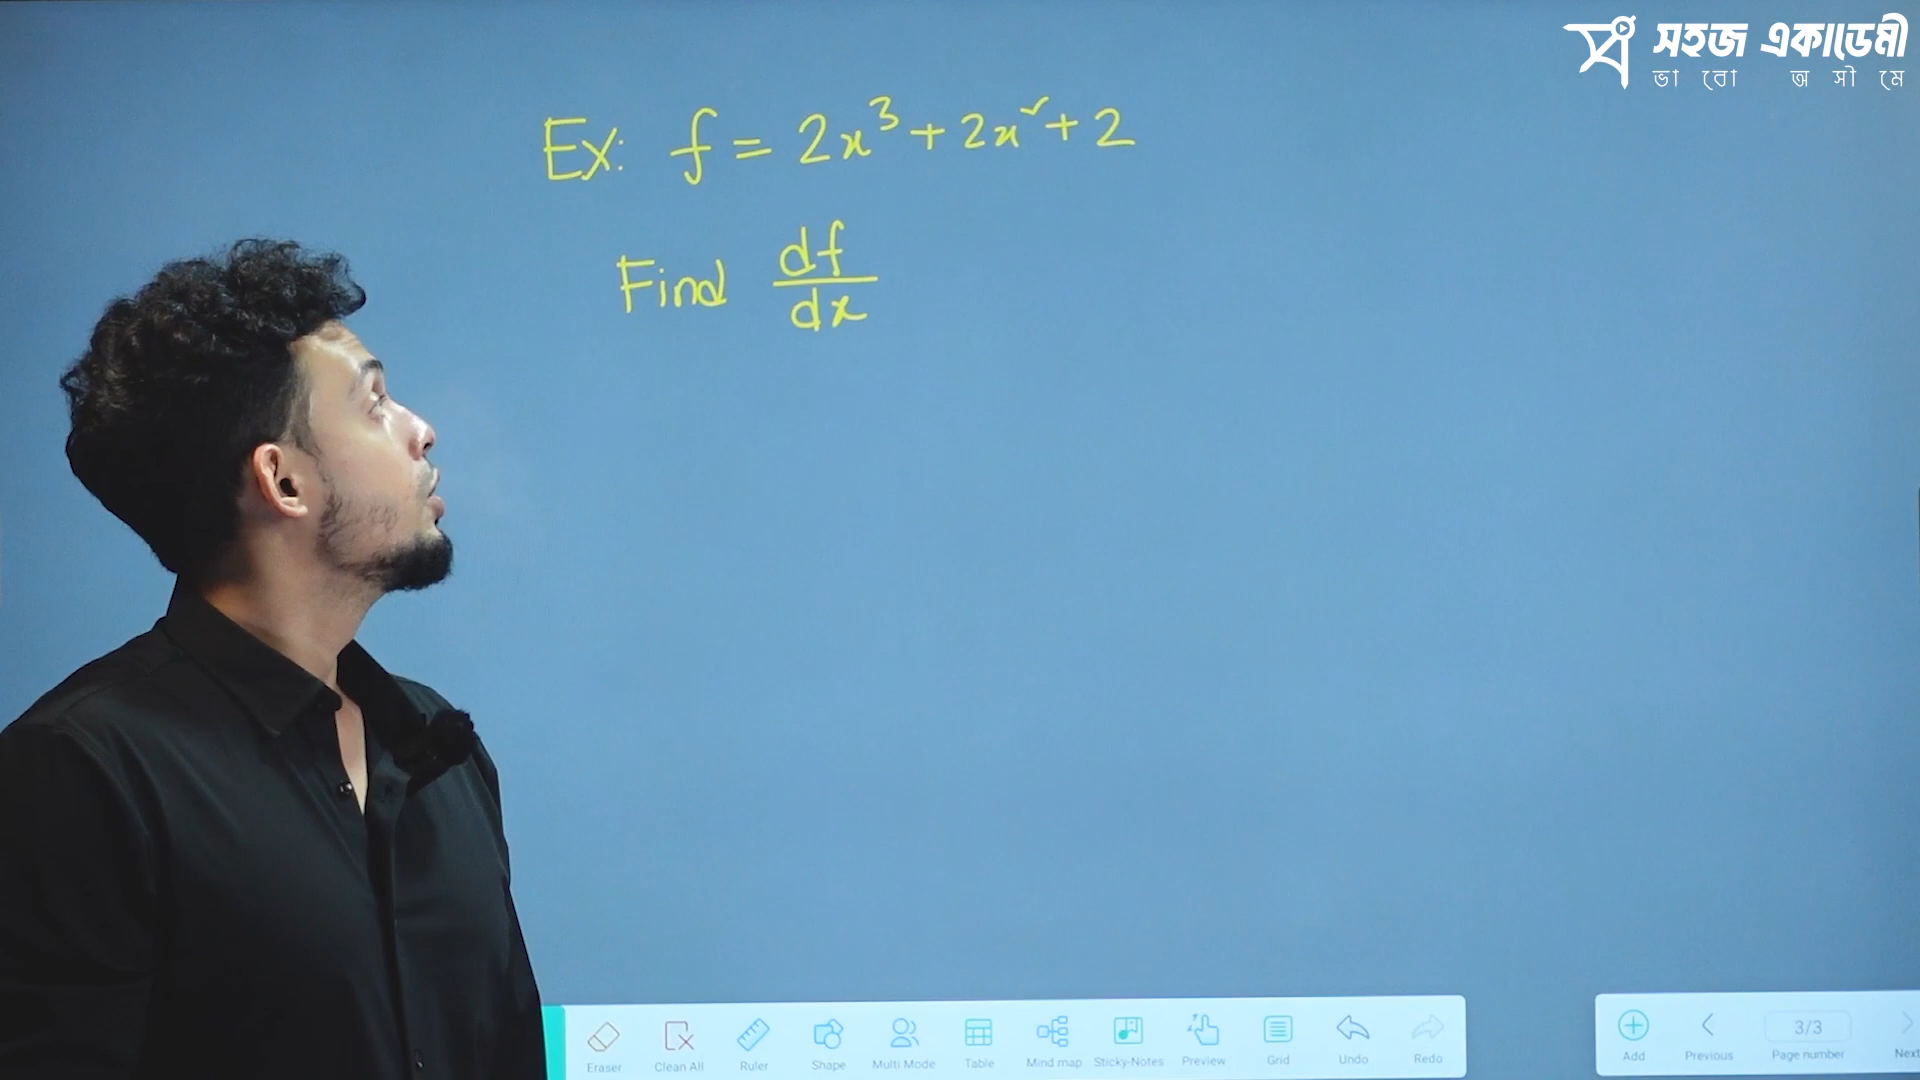 সহজ একাডেমী
ভাবো অসীমে
Ex: f = 2x³ + 2x² + 2
Find df/dx
Eraser Clean All Ruler Shape Multi Mode Table Mind map Sticky-Notes Preview Grid Undo Redo
Add Previous 3/3 Page number Next